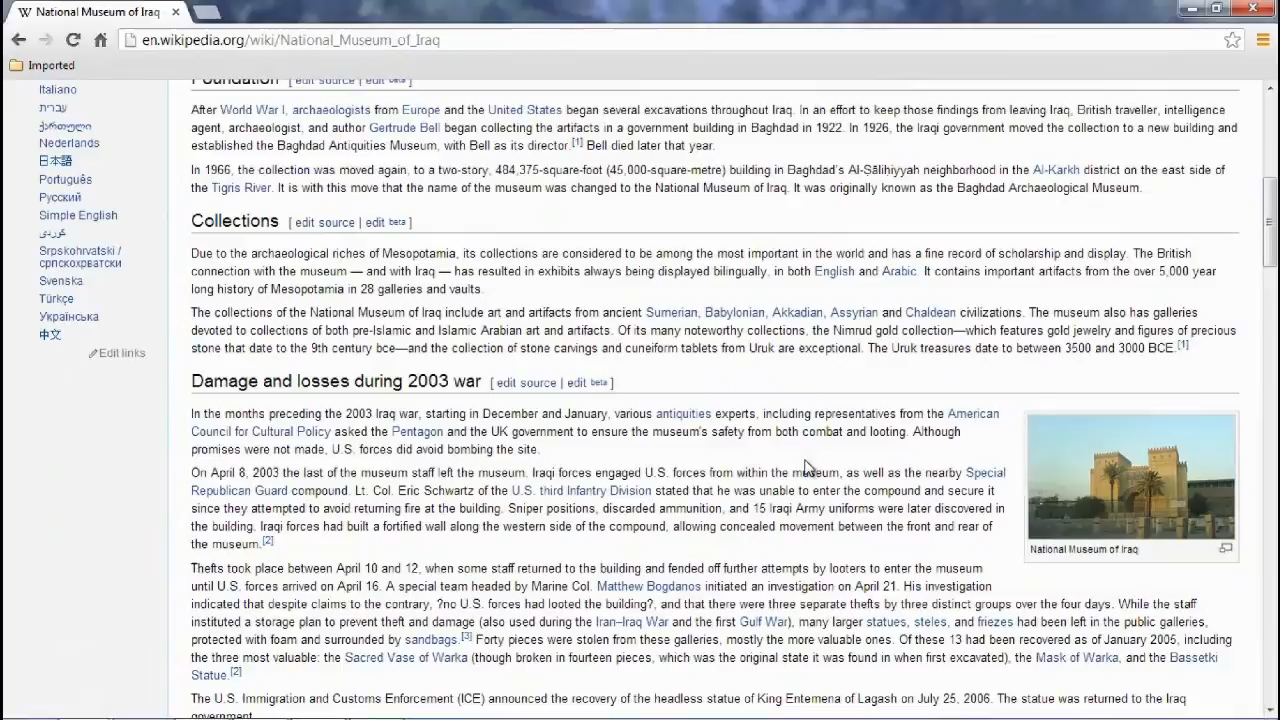 National Museum of Iraq
en.wikipedia.org/wiki/National_Museum_of_Iraq
Imported
Italiano
עברית
ქართული
Nederlands
日本語
Português
Русский
Simple English
کوردی
Srpskohrvatski /
српскохрватски
Svenska
Türkçe
Українська
中文
Edit links
Foundation [ edit source | edit beta ]
After World War I, archaeologists from Europe and the United States began several excavations throughout Iraq. In an effort to keep those findings from leaving Iraq, British traveller, intelligence
agent, archaeologist, and author Gertrude Bell began collecting the artifacts in a government building in Baghdad in 1922. In 1926, the Iraqi government moved the collection to a new building and
established the Baghdad Antiquities Museum, with Bell as its director.[1] Bell died later that year.
In 1966, the collection was moved again, to a two-story, 484,375-square-foot (45,000-square-metre) building in Baghdad's Al-Sālihiyyah neighborhood in the Al-Karkh district on the east side of
the Tigris River. It is with this move that the name of the museum was changed to the National Museum of Iraq. It was originally known as the Baghdad Archaeological Museum.
Collections [ edit source | edit beta ]
Due to the archaeological riches of Mesopotamia, its collections are considered to be among the most important in the world and has a fine record of scholarship and display. The British
connection with the museum — and with Iraq — has resulted in exhibits always being displayed bilingually, in both English and Arabic. It contains important artifacts from the over 5,000 year
long history of Mesopotamia in 28 galleries and vaults.
The collections of the National Museum of Iraq include art and artifacts from ancient Sumerian, Babylonian, Akkadian, Assyrian and Chaldean civilizations. The museum also has galleries
devoted to collections of both pre-Islamic and Islamic Arabian art and artifacts. Of its many noteworthy collections, the Nimrud gold collection—which features gold jewelry and figures of precious
stone that date to the 9th century bce—and the collection of stone carvings and cuneiform tablets from Uruk are exceptional. The Uruk treasures date to between 3500 and 3000 BCE.[1]
Damage and losses during 2003 war [ edit source | edit beta ]
In the months preceding the 2003 Iraq war, starting in December and January, various antiquities experts, including representatives from the American
Council for Cultural Policy asked the Pentagon and the UK government to ensure the museum's safety from both combat and looting. Although
promises were not made, U.S. forces did avoid bombing the site.
On April 8, 2003 the last of the museum staff left the museum. Iraqi forces engaged U.S. forces from within the museum, as well as the nearby Special
Republican Guard compound. Lt. Col. Eric Schwartz of the U.S. third Infantry Division stated that he was unable to enter the compound and secure it
since they attempted to avoid returning fire at the building. Sniper positions, discarded ammunition, and 15 Iraqi Army uniforms were later discovered in
the building. Iraqi forces had built a fortified wall along the western side of the compound, allowing concealed movement between the front and rear of
the museum.[2]
National Museum of Iraq
Thefts took place between April 10 and 12, when some staff returned to the building and fended off further attempts by looters to enter the museum
until U.S. forces arrived on April 16. A special team headed by Marine Col. Matthew Bogdanos initiated an investigation on April 21. His investigation
indicated that despite claims to the contrary, ?no U.S. forces had looted the building?, and that there were three separate thefts by three distinct groups over the four days. While the staff
instituted a storage plan to prevent theft and damage (also used during the Iran–Iraq War and the first Gulf War), many larger statues, steles, and friezes had been left in the public galleries,
protected with foam and surrounded by sandbags.[3] Forty pieces were stolen from these galleries, mostly the more valuable ones. Of these 13 had been recovered as of January 2005, including
the three most valuable: the Sacred Vase of Warka (though broken in fourteen pieces, which was the original state it was found in when first excavated), the Mask of Warka, and the Bassetki
Statue.[2]
The U.S. Immigration and Customs Enforcement (ICE) announced the recovery of the headless statue of King Entemena of Lagash on July 25, 2006. The statue was returned to the Iraq
government.